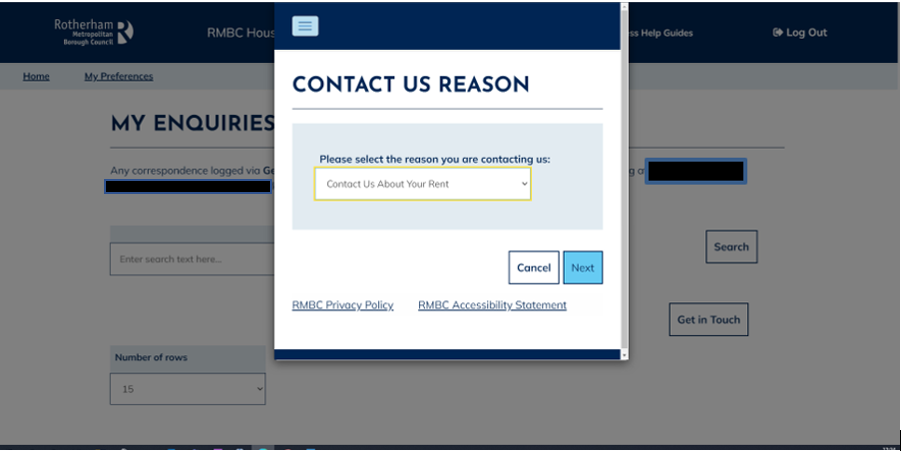 Rotherham
Metropolitan
Borough Council
RMBC Hous
ss Help Guides
Log Out
Home
My Preferences
CONTACT US REASON
MY ENQUIRIES
Any correspondence logged via Ge
Please select the reason you are contacting us:
Contact Us About Your Rent
Enter search text here...
Search
Cancel
Next
RMBC Privacy Policy
RMBC Accessibility Statement
Get in Touch
Number of rows
15